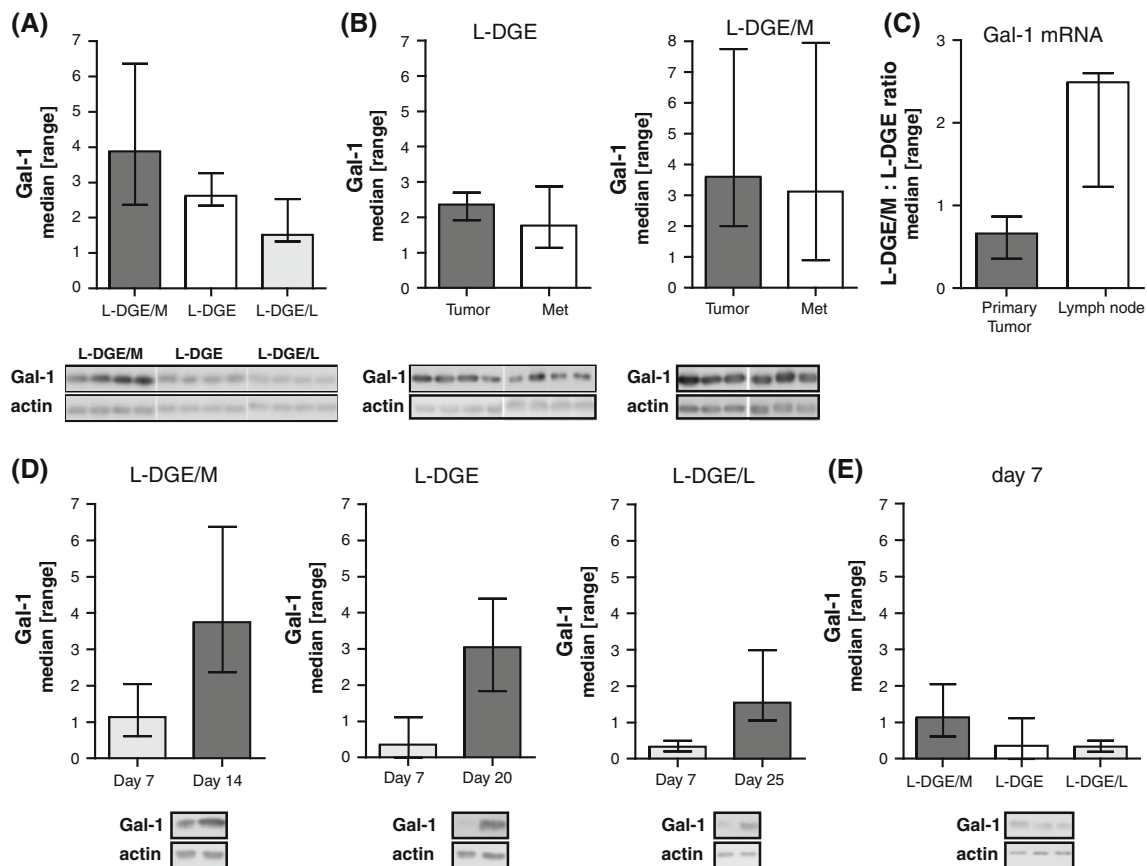 (A)
Gal-1
median [range]
7
6
5
4
3
2
1
0
L-DGE/M L-DGE L-DGE/L
L-DGE/M L-DGE L-DGE/L
Gal-1
actin
(B)
L-DGE
Gal-1
median [range]
7
6
5
4
3
2
1
0
Tumor Met
Gal-1
actin
L-DGE/M
Gal-1
median [range]
8
7
6
5
4
3
2
1
0
Tumor Met
Gal-1
actin
(C)
Gal-1 mRNA
L-DGE/M : L-DGE ratio
median [range]
3
2
1
0
Primary Lymph node
Tumor
(D)
L-DGE/M
Gal-1
median [range]
7
6
5
4
3
2
1
0
Day 7 Day 14
Gal-1
actin
L-DGE
Gal-1
median [range]
7
6
5
4
3
2
1
0
Day 7 Day 20
Gal-1
actin
L-DGE/L
Gal-1
median [range]
7
6
5
4
3
2
1
0
Day 7 Day 25
Gal-1
actin
(E)
day 7
Gal-1
median [range]
7
6
5
4
3
2
1
0
L-DGE/M L-DGE L-DGE/L
Gal-1
actin